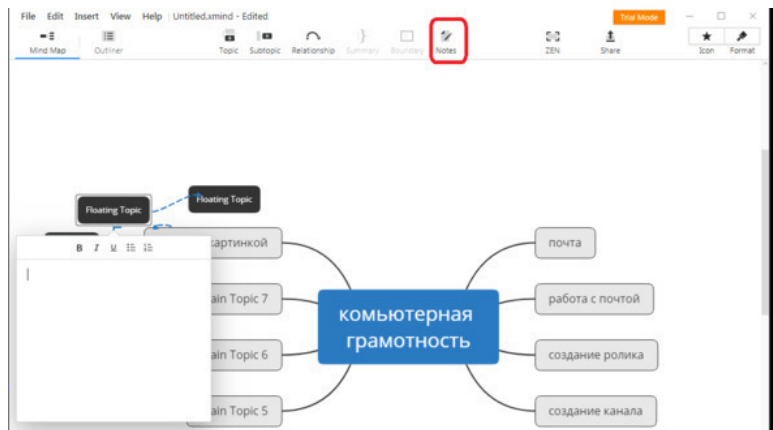 File Edit Insert View Help Untitled.xmind - Edited
Trial Mode
Mind Map Outliner Topic Subtopic Relationship Summary Boundary Notes ZEN Share Icon Format
Floating Topic
Floating Topic
B I U
картинкой
почта
ain Topic 7
работа с почтой
комьютерная
грамотность
ain Topic 6
создание ролика
ain Topic 5
создание канала